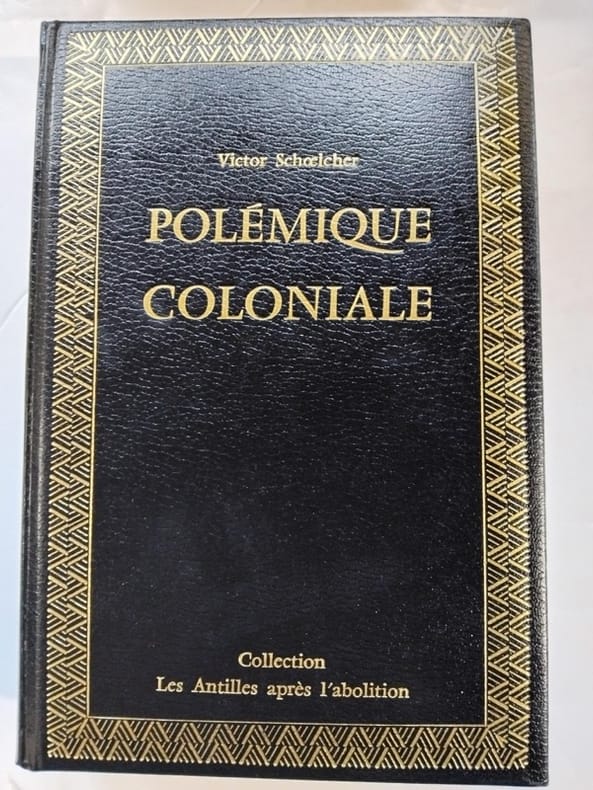 Victor Schœlcher
POLÉMIQUE
COLONIALE
Collection
Les Antilles après l'abolition